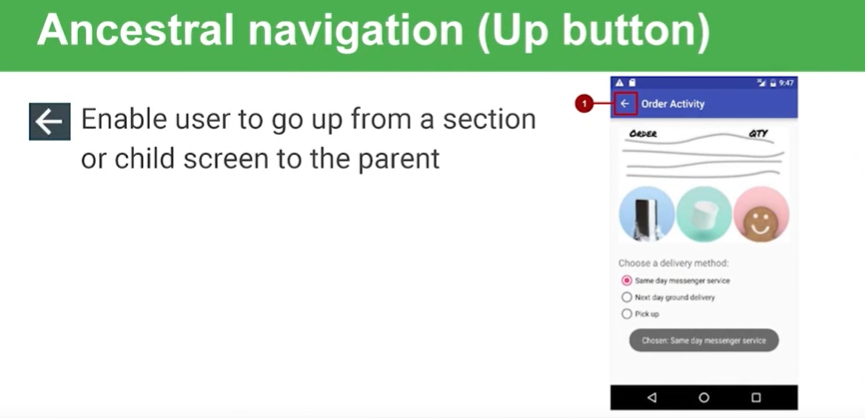 Ancestral navigation (Up button)
Enable user to go up from a section
or child screen to the parent
1
9:47
Order Activity
ORDER QTY
Choose a delivery method:
Same day messenger service
Next day ground delivery
Pick up
Chosen: Same day messenger service